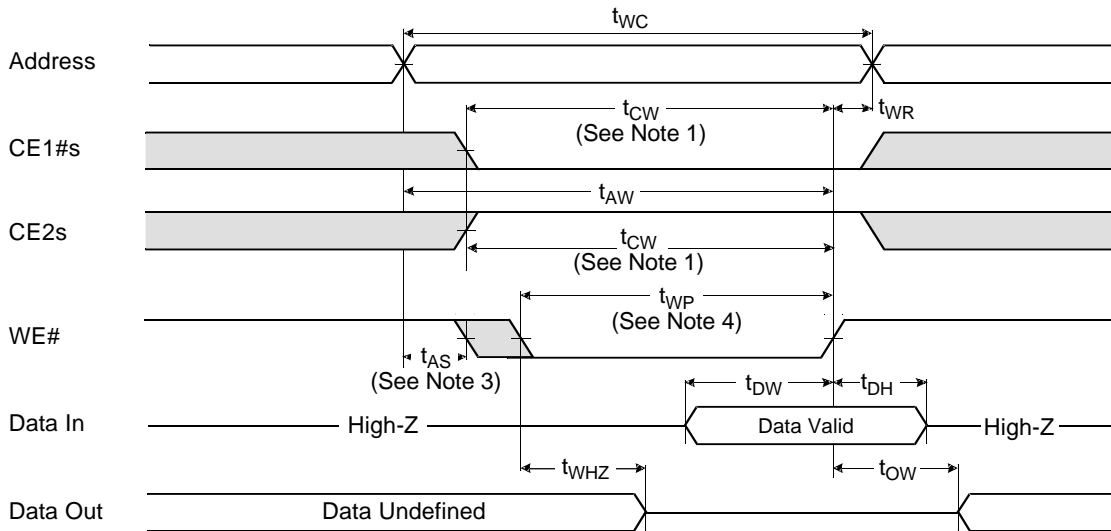 tWC
Address
tCW
(See Note 1)
tWR
CE1#s
tAW
CE2s
tCW
(See Note 1)
tWP
(See Note 4)
WE#
tAS
(See Note 3)
tDW
tDH
Data In
High-Z
Data Valid
High-Z
tWHZ
tOW
Data Out
Data Undefined